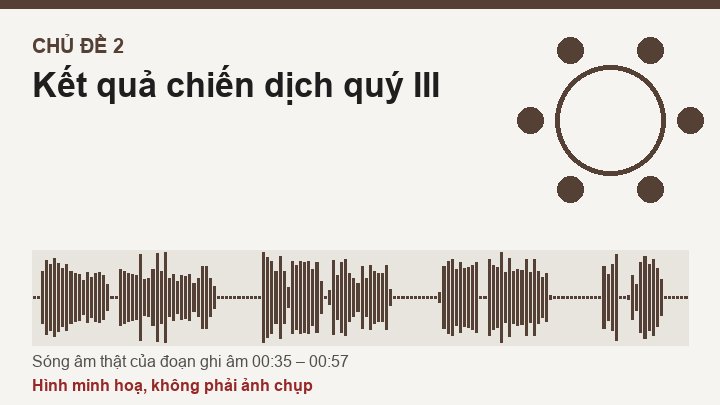 CHỦ ĐỀ 2
Kết quả chiến dịch quý III
Sóng âm thật của đoạn ghi âm 00:35 – 00:57
Hình minh hoạ, không phải ảnh chụp